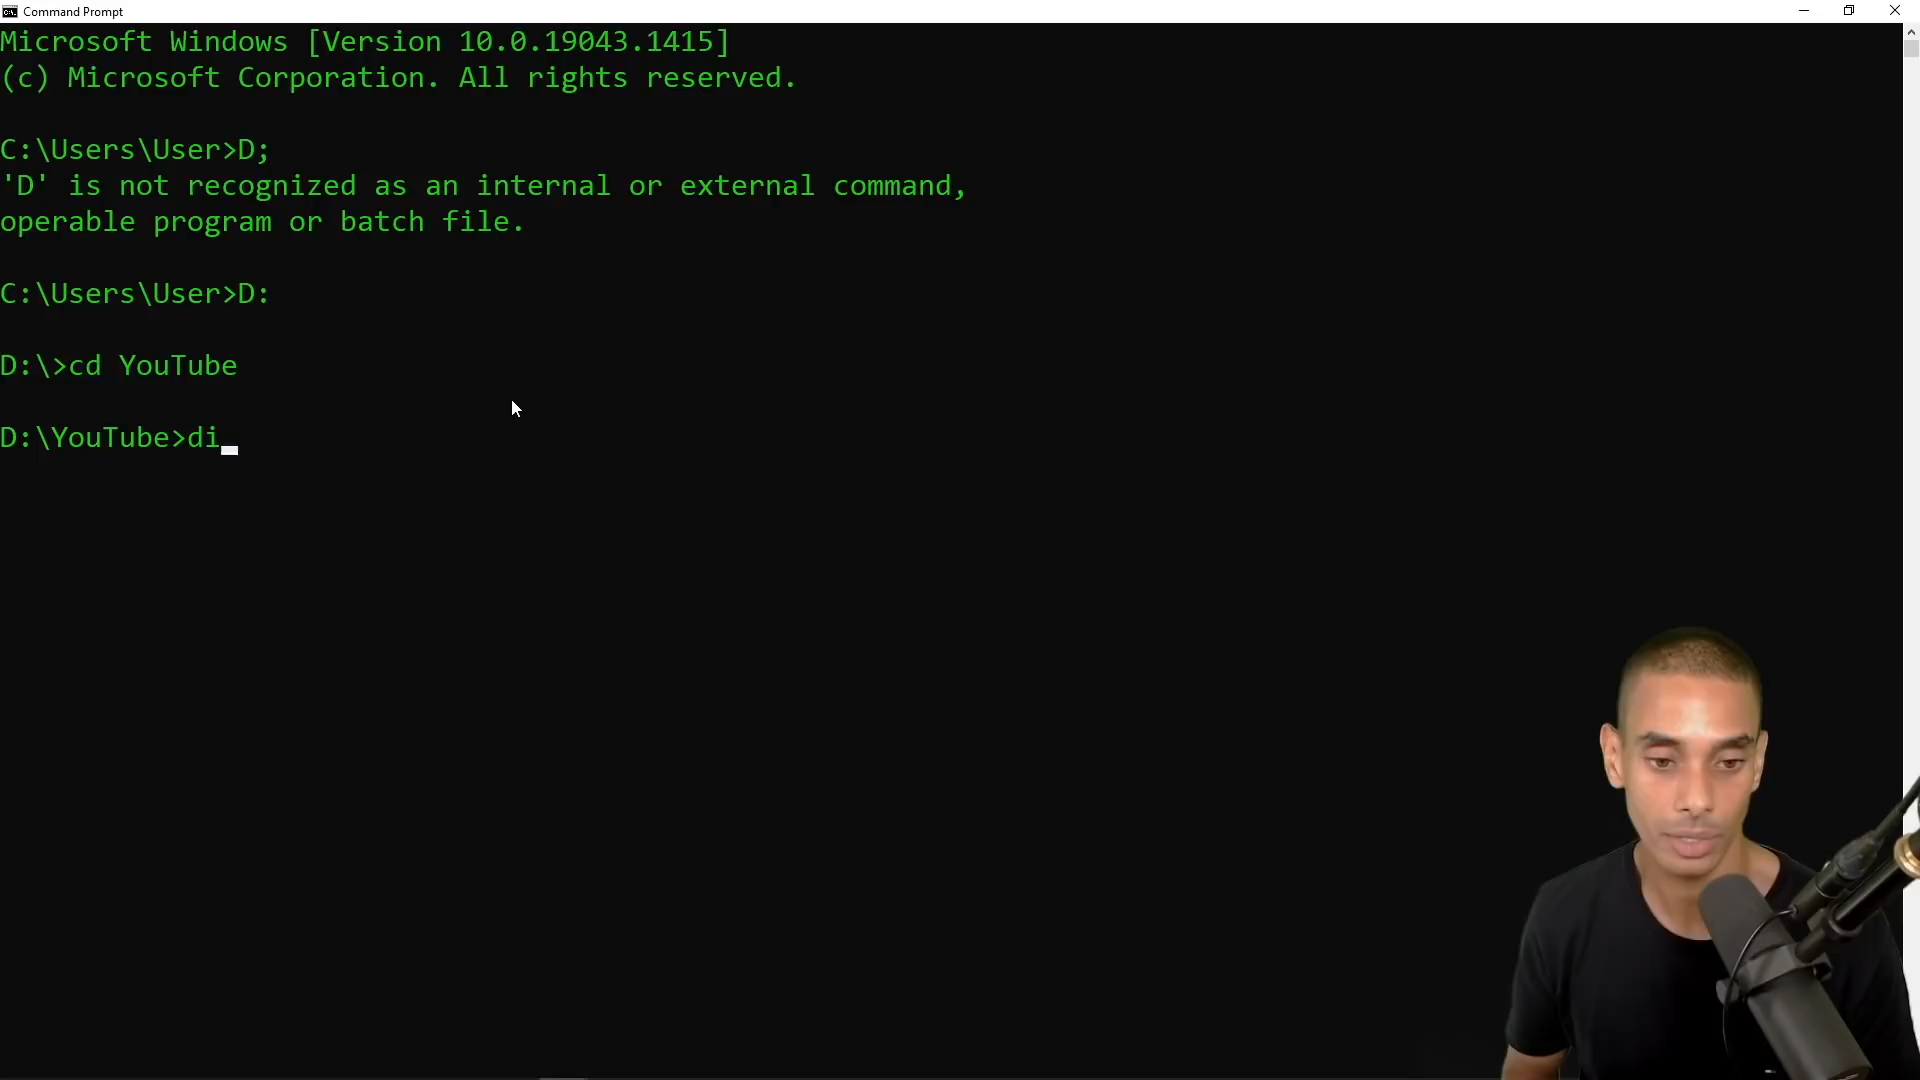 Command Prompt
Microsoft Windows [Version 10.0.19043.1415]
(c) Microsoft Corporation. All rights reserved.
C:\Users\User>D;
'D' is not recognized as an internal or external command,
operable program or batch file.
C:\Users\User>D:
D:\>cd YouTube
D:\YouTube>di